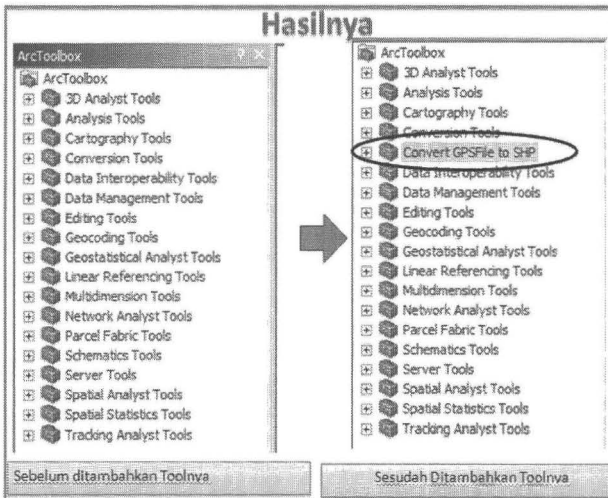 Hasilnya
ArcToolbox
ArcToolbox
3D Analyst Tools
Analysis Tools
Cartography Tools
Conversion Tools
Data Interoperability Tools
Data Management Tools
Editing Tools
Geocoding Tools
Geostatistical Analyst Tools
Linear Referencing Tools
Multidimension Tools
Network Analyst Tools
Parcel Fabric Tools
Schematics Tools
Server Tools
Spatial Analyst Tools
Spatial Statistics Tools
Tracking Analyst Tools
Sebelum ditambahkan Toolnya
ArcToolbox
3D Analyst Tools
Analysis Tools
Cartography Tools
Conversion Tools
Convert GPSFile to SHP
Data Interoperability Tools
Data Management Tools
Editing Tools
Geocoding Tools
Geostatistical Analyst Tools
Linear Referencing Tools
Multidimension Tools
Network Analyst Tools
Parcel Fabric Tools
Schematics Tools
Server Tools
Spatial Analyst Tools
Spatial Statistics Tools
Tracking Analyst Tools
Sesudah Ditambahkan Toolnya